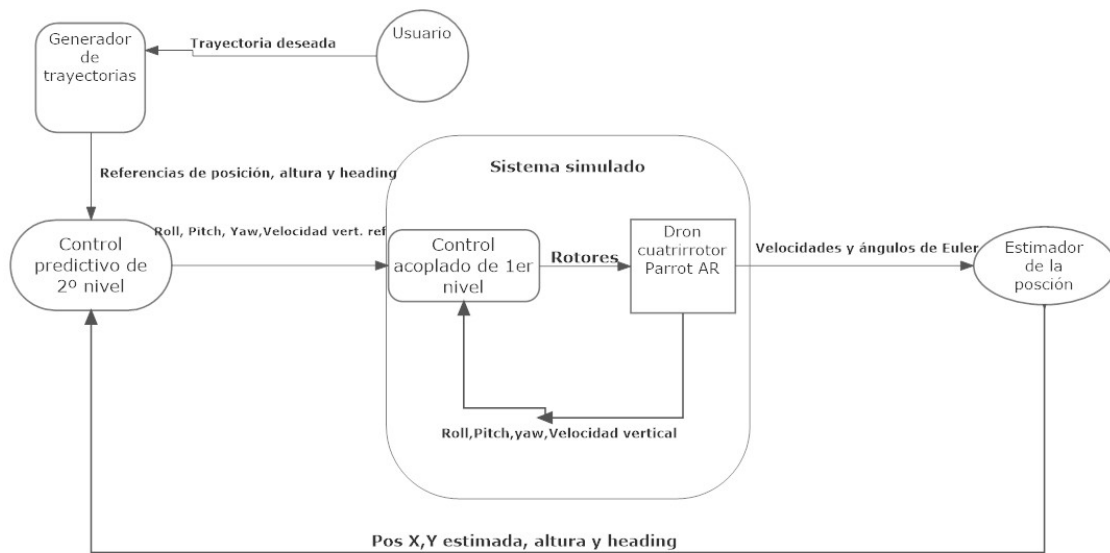 Generador
de
trayectorias
Trayectoria deseada
Usuario
Referencias de posición, altura y heading
Sistema simulado
Control
predictivo de
2º nivel
Roll, Pitch, Yaw,Velocidad vert. ref
Control
acoplado de 1er
nivel
Rotores
Dron
cuatrirrotor
Parrot AR
Velocidades y ángulos de Euler
Estimador
de la
posción
Roll,Pitch,yaw,Velocidad vertical
Pos X,Y estimada, altura y heading